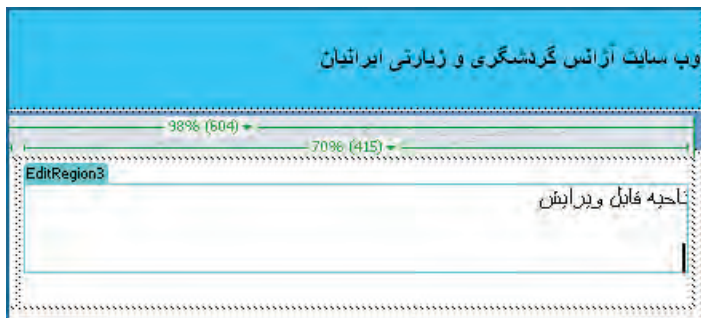 وب سایت آژانس گردشگری و زیارتی ایرانیان
98% (604)
70% (415)
EditRegion3
ناحیه قابل ویرایش